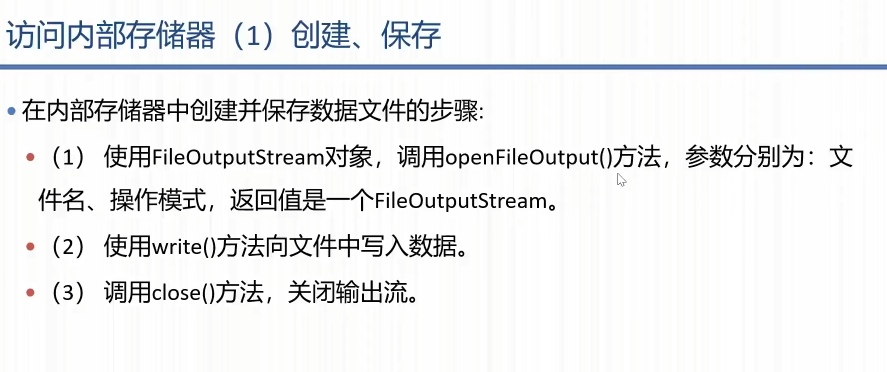 访问内部存储器（1）创建、保存
• 在内部存储器中创建并保存数据文件的步骤:
• （1） 使用FileOutputStream对象，调用openFileOutput()方法，参数分别为：文
件名、操作模式，返回值是一个FileOutputStream。
• （2） 使用write()方法向文件中写入数据。
• （3） 调用close()方法，关闭输出流。